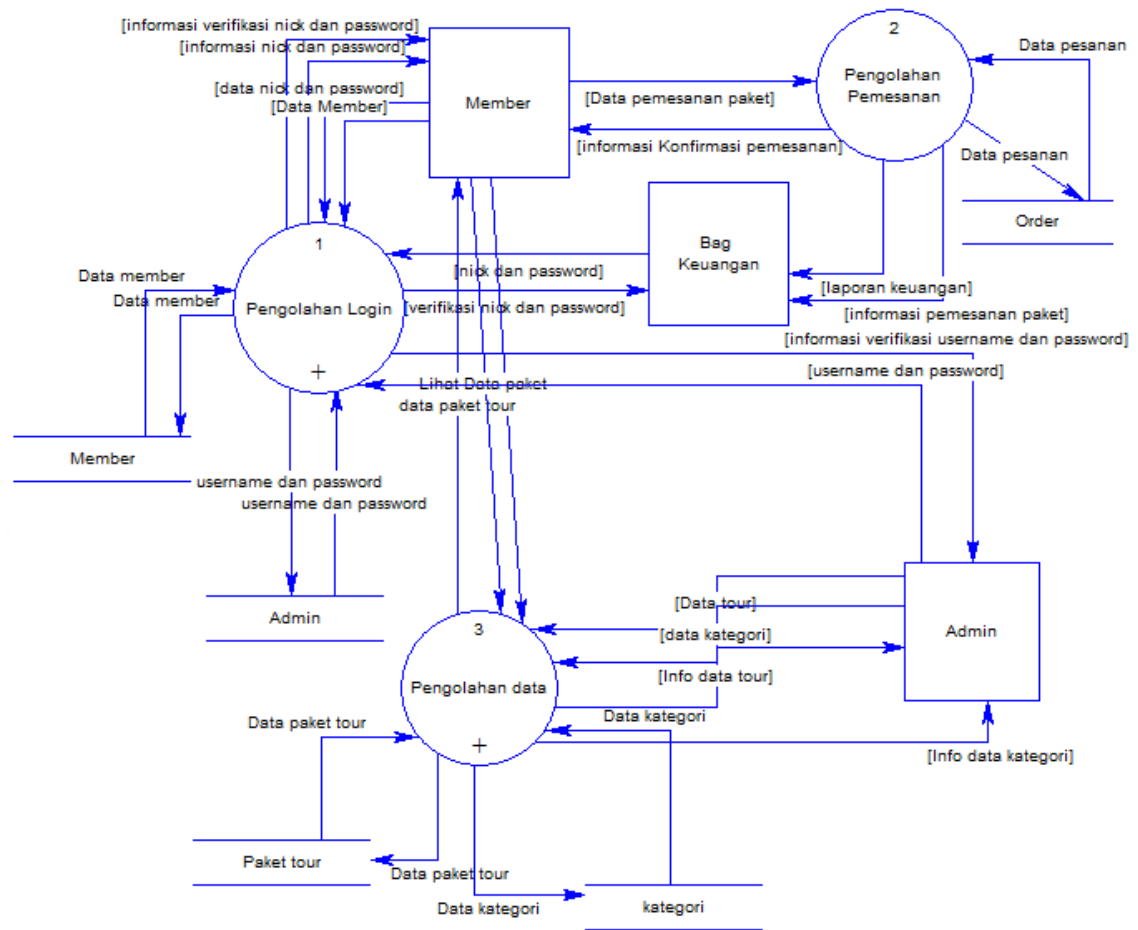 [informasi verifikasi nick dan password]
[informasi nick dan password]
[data nick dan password]
[Data Member]
Member
[Data pemesanan paket]
[informasi Konfirmasi pemesanan]
2
Pengolahan
Pemesanan
Data pesanan
Data pesanan
Order
1
Pengolahan Login
+
Data member
Data member
Member
[nick dan password]
[verifikasi nick dan password]
Bag
Keuangan
[laporan keuangan]
[informasi pemesanan paket]
[informasi verifikasi username dan password]
[username dan password]
Lihat Data paket
data paket tour
username dan password
username dan password
Admin
[Data tour]
[data kategori]
[Info data tour]
Admin
3
Pengolahan data
+
Data kategori
[Info data kategori]
Data paket tour
Paket tour
Data paket tour
Data kategori
kategori